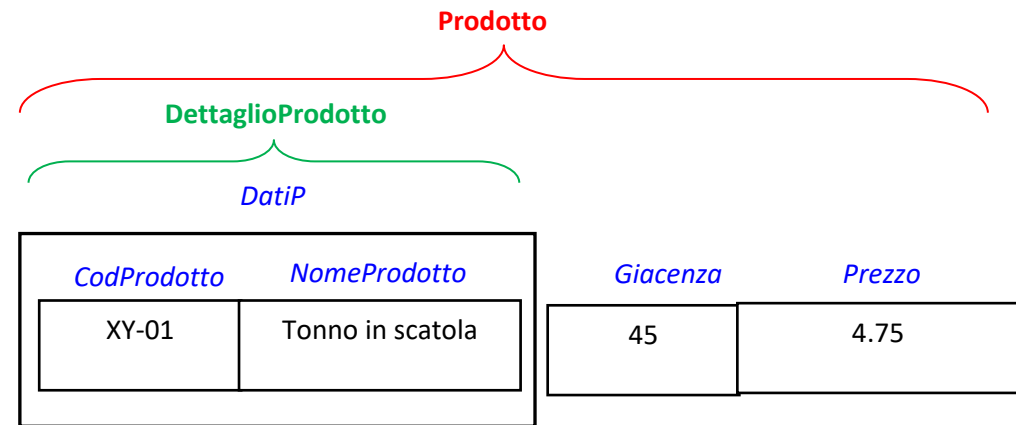 Prodotto
DettaglioProdotto
DatiP
CodProdotto NomeProdotto Giacenza Prezzo
XY-01 Tonno in scatola 45 4.75